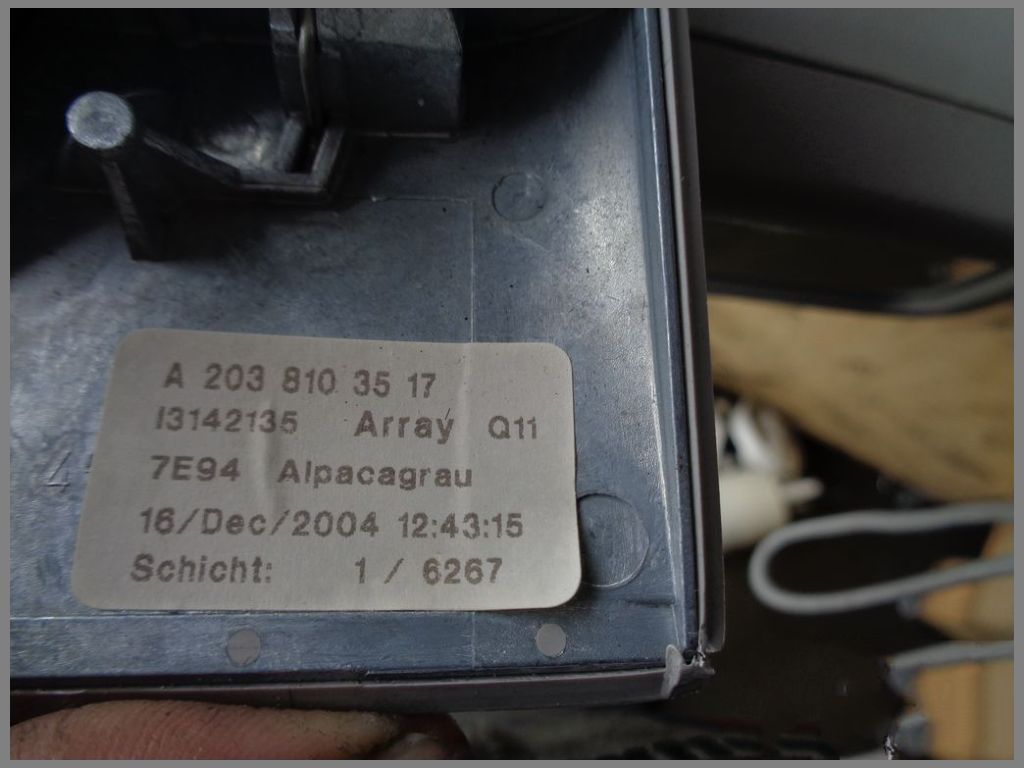 A 203 810 35 17
I3142135 Array Q11
7E94 Alpacagrau
16/Dec/2004 12:43:15
Schicht: 1 / 6267